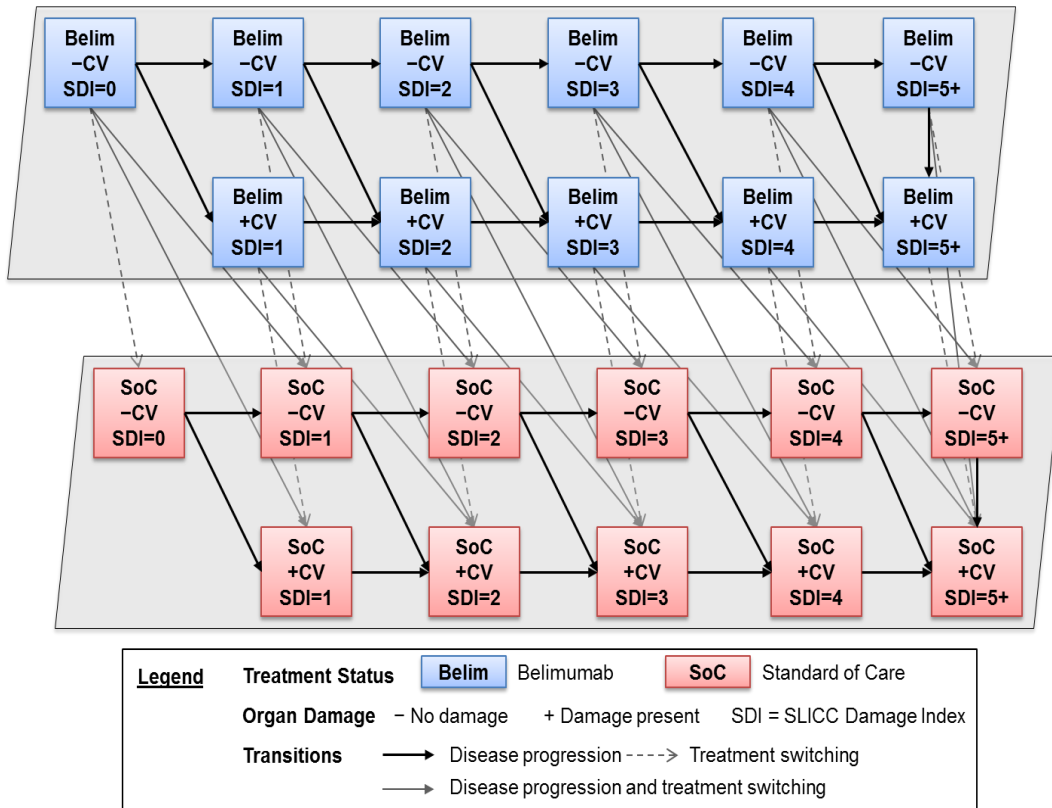 Belim
−CV
SDI=0
Belim
−CV
SDI=1
Belim
−CV
SDI=2
Belim
−CV
SDI=3
Belim
−CV
SDI=4
Belim
−CV
SDI=5+
Belim
+CV
SDI=1
Belim
+CV
SDI=2
Belim
+CV
SDI=3
Belim
+CV
SDI=4
Belim
+CV
SDI=5+
SoC
−CV
SDI=0
SoC
−CV
SDI=1
SoC
−CV
SDI=2
SoC
−CV
SDI=3
SoC
−CV
SDI=4
SoC
−CV
SDI=5+
SoC
+CV
SDI=1
SoC
+CV
SDI=2
SoC
+CV
SDI=3
SoC
+CV
SDI=4
SoC
+CV
SDI=5+
Legend Treatment Status Belim Belimumab SoC Standard of Care
Organ Damage − No damage + Damage present SDI = SLICC Damage Index
Transitions Disease progression Treatment switching
Disease progression and treatment switching